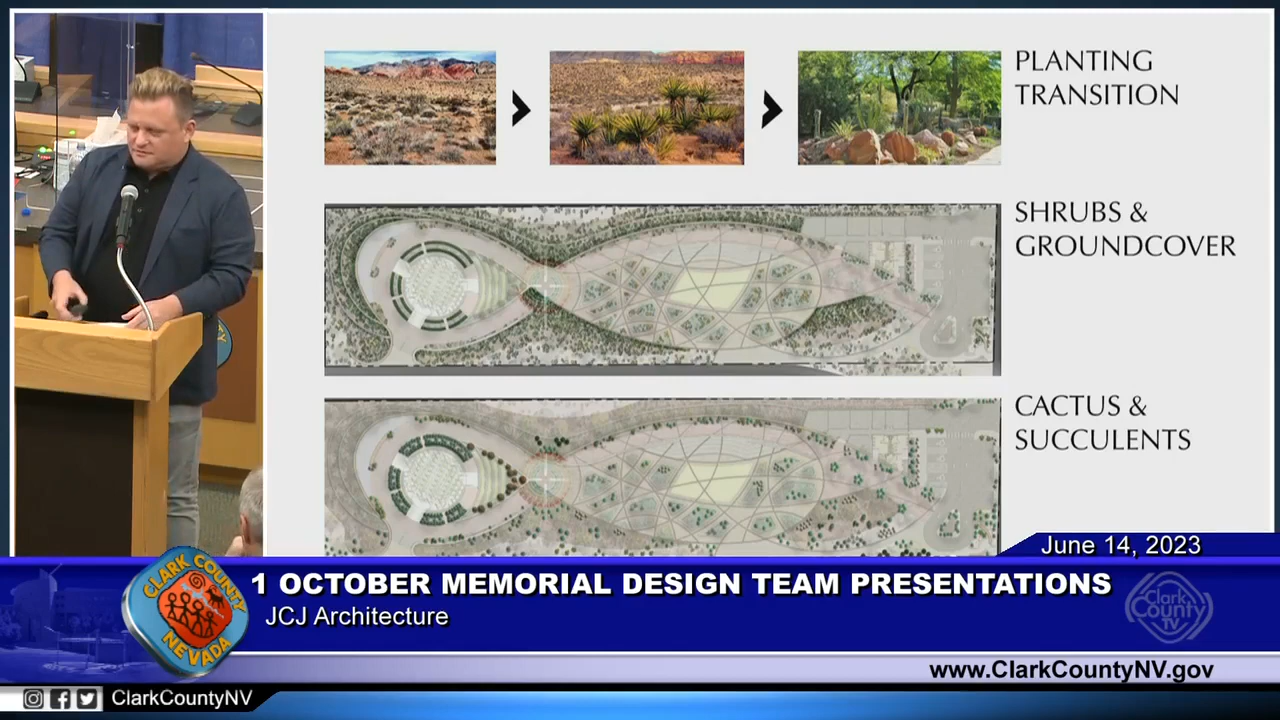 PLANTING
TRANSITION
SHRUBS &
GROUNDCOVER
CACTUS &
SUCCULENTS
June 14, 2023
1 OCTOBER MEMORIAL DESIGN TEAM PRESENTATIONS
JCJ Architecture
CLARK COUNTY
NEVADA
Clark
County
TV
www.ClarkCountyNV.gov
ClarkCountyNV